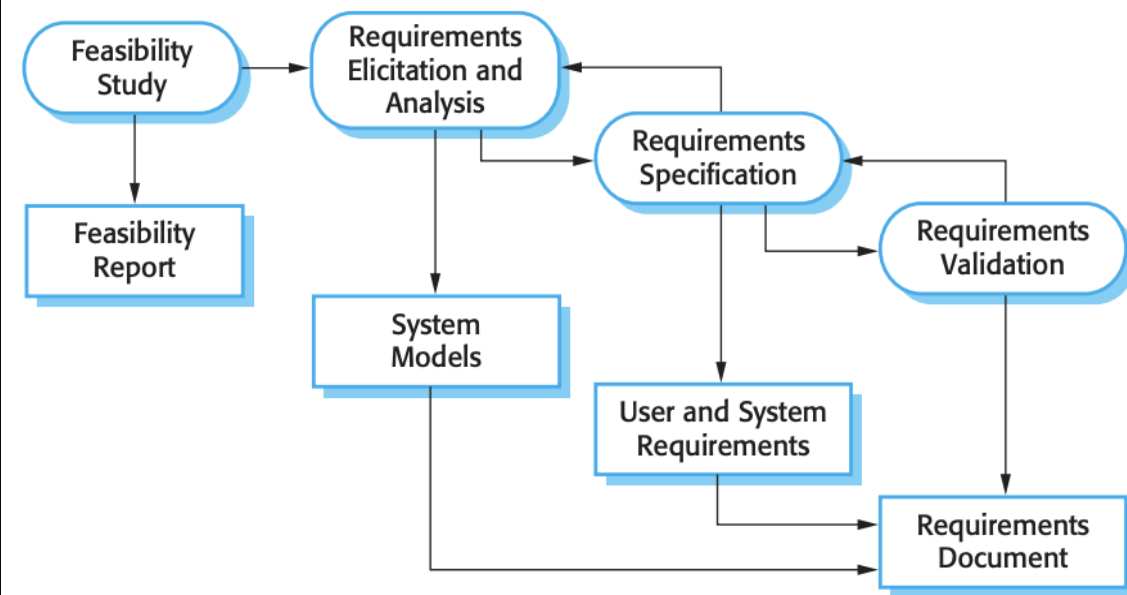 Feasibility
Study
Requirements
Elicitation and
Analysis
Requirements
Specification
Requirements
Validation
Feasibility
Report
System
Models
User and System
Requirements
Requirements
Document